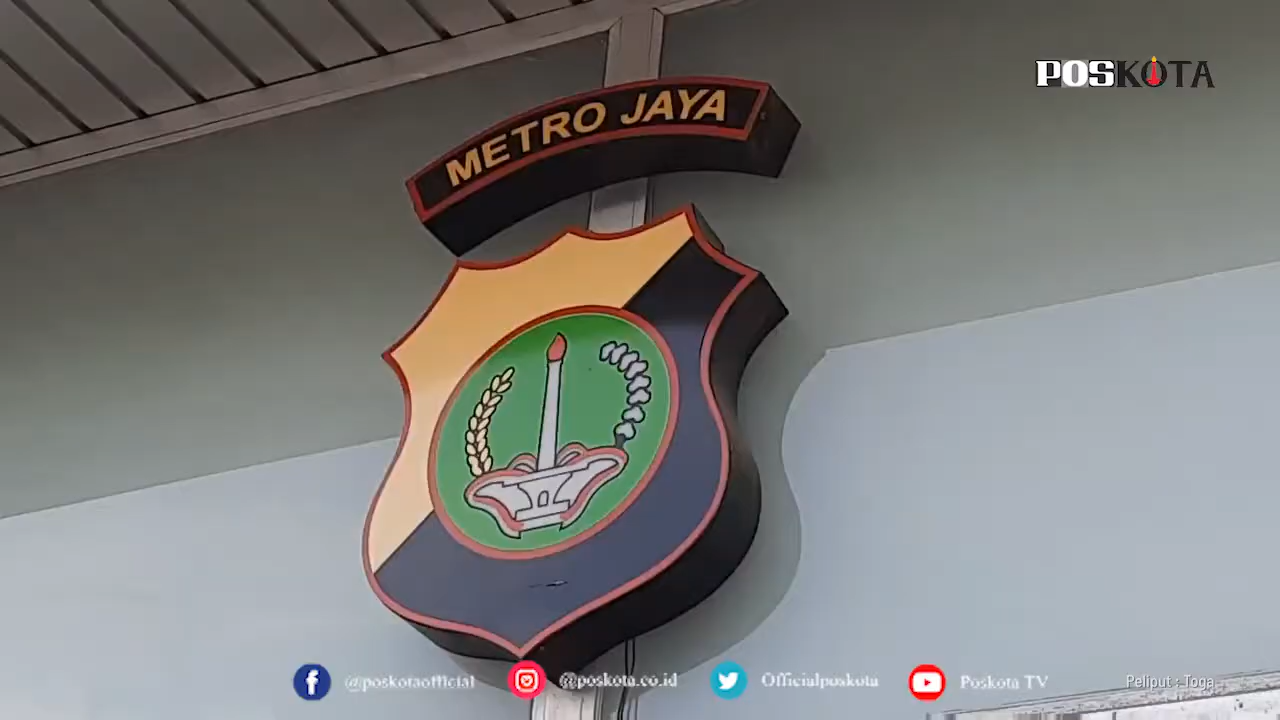 POSKOTA
METRO JAYA
@poskotaofficial
@poskota.co.id
Officialposkota
Poskota TV
Peliput : Toga